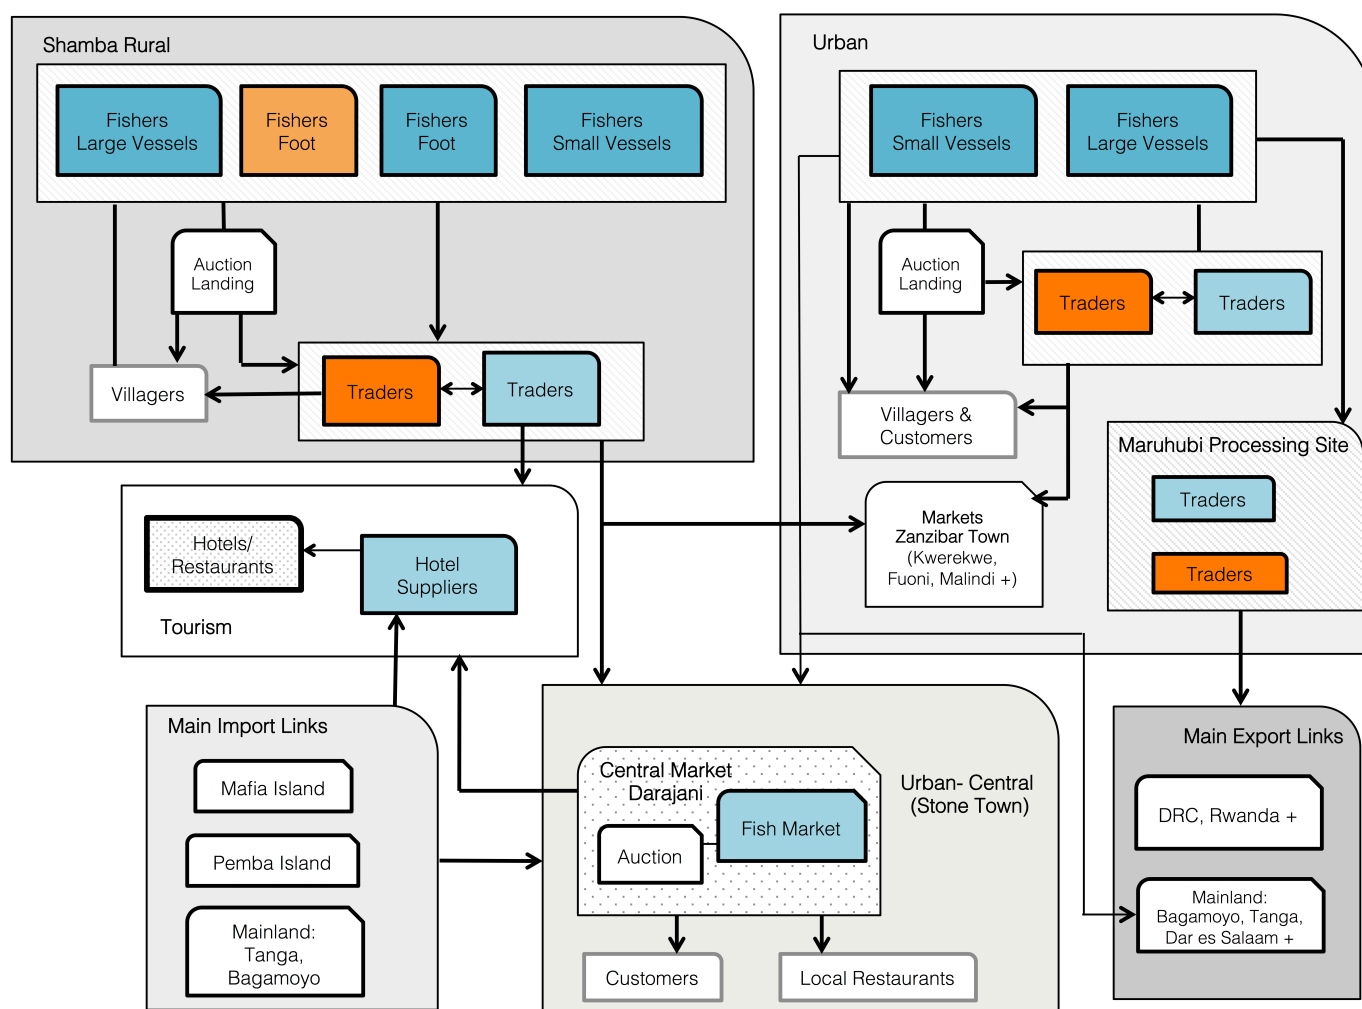 Shamba Rural
Fishers
Large Vessels
Fishers
Foot
Fishers
Foot
Fishers
Small Vessels
Auction
Landing
Villagers
Traders
Traders
Urban
Fishers
Small Vessels
Fishers
Large Vessels
Auction
Landing
Traders
Traders
Villagers &
Customers
Markets
Zanzibar Town
(Kwerekwe,
Fuoni, Malindi +)
Maruhubi Processing Site
Traders
Traders
Hotels/
Restaurants
Hotel
Suppliers
Tourism
Main Import Links
Mafia Island
Pemba Island
Mainland:
Tanga,
Bagamoyo
Central Market
Darajani
Auction
Fish Market
Urban- Central
(Stone Town)
Customers
Local Restaurants
Main Export Links
DRC, Rwanda +
Mainland:
Bagamoyo, Tanga,
Dar es Salaam +